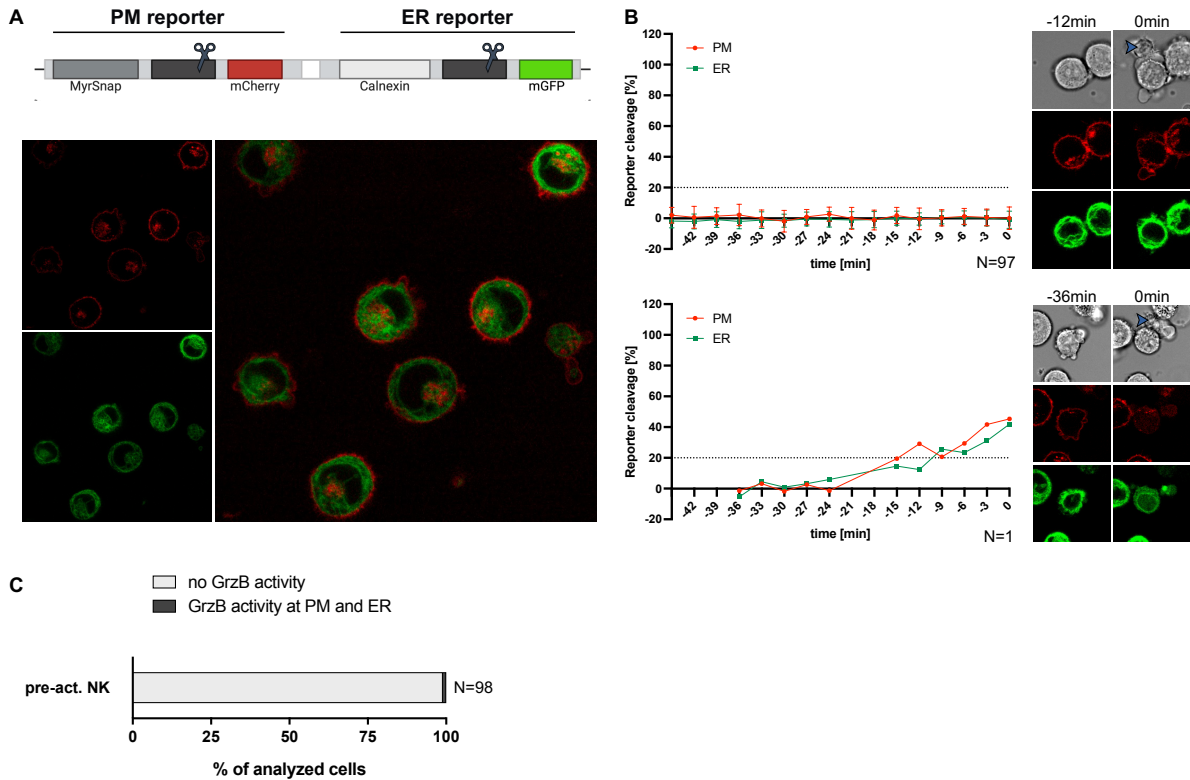 A
PM reporter
ER reporter
MyrSnap
mCherry
Calnexin
mGFP
B
Reporter cleavage [%]
120
100
80
60
40
20
0
-20
PM
ER
-42 -39 -36 -33 -30 -27 -24 -21 -18 -15 -12 -9 -6 -3 0
time [min]
N=97
-12min 0min
Reporter cleavage [%]
120
100
80
60
40
20
0
-20
PM
ER
-42 -39 -36 -33 -30 -27 -24 -21 -18 -15 -12 -9 -6 -3 0
time [min]
N=1
-36min 0min
C
no GrzB activity
GrzB activity at PM and ER
pre-act. NK
N=98
0 25 50 75 100
% of analyzed cells